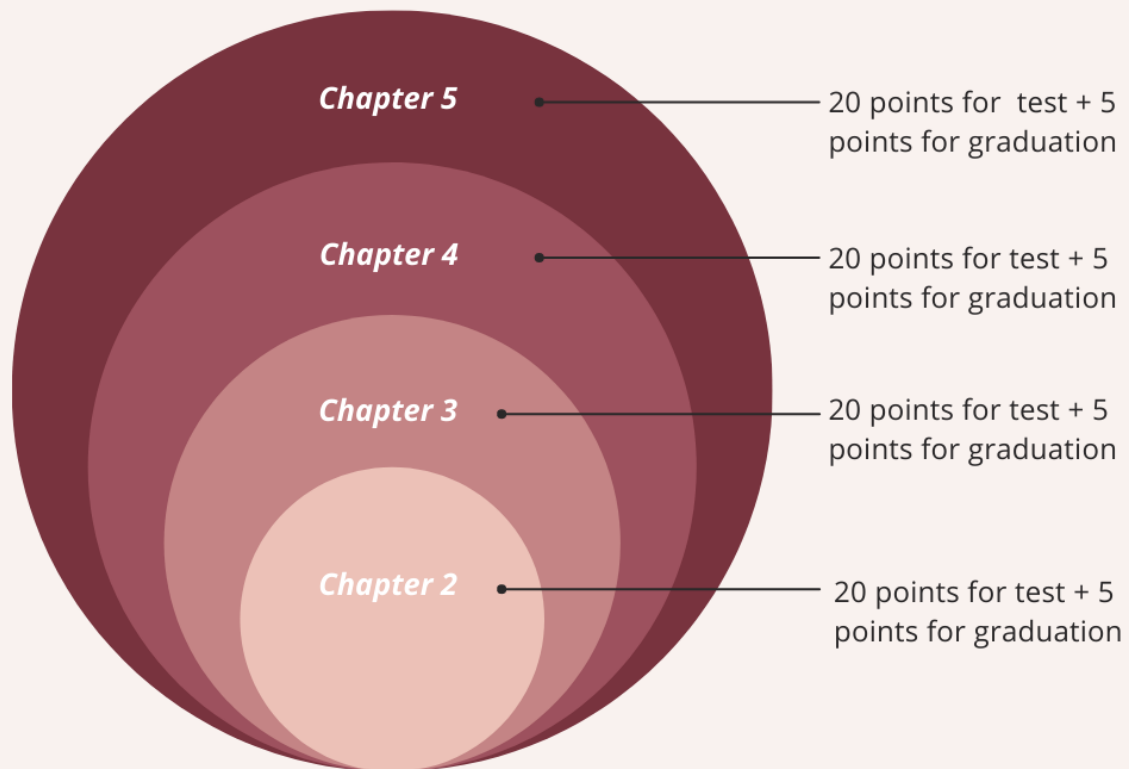 Chapter 5
20 points for  test + 5
points for graduation
Chapter 4
20 points for test + 5
points for graduation
Chapter 3
20 points for test + 5
points for graduation
Chapter 2
20 points for test + 5
points for graduation